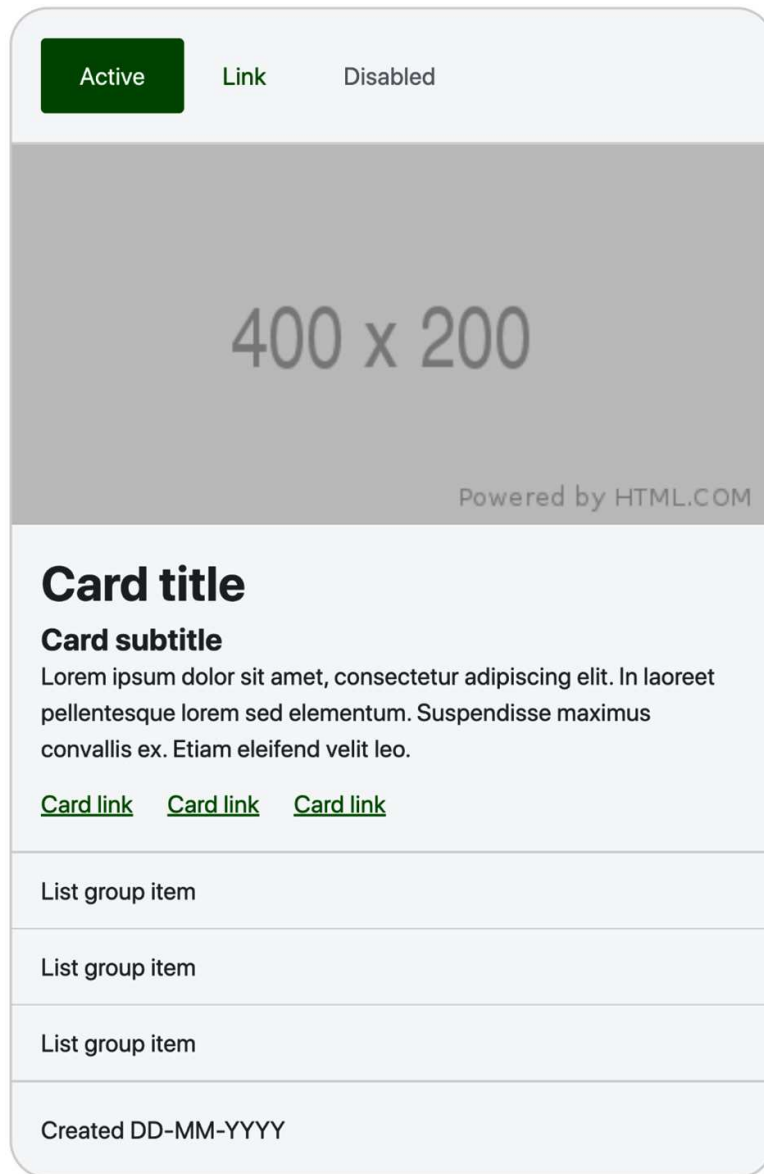 Active Link Disabled
400 x 200
Powered by HTML.COM
Card title
Card subtitle
Lorem ipsum dolor sit amet, consectetur adipiscing elit. In laoreet
pellentesque lorem sed elementum. Suspendisse maximus
convallis ex. Etiam eleifend velit leo.
Card link Card link Card link
List group item
List group item
List group item
Created DD-MM-YYYY